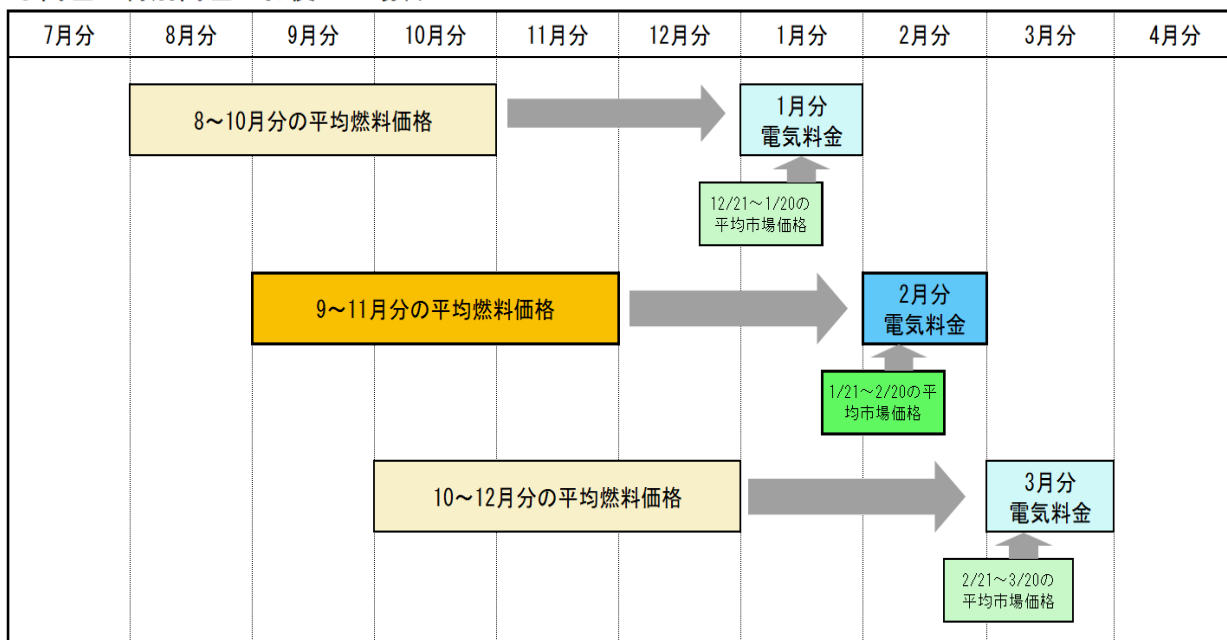 7月分 8月分 9月分 10月分 11月分 12月分 1月分 2月分 3月分 4月分
8～10月分の平均燃料価格
1月分
電気料金
12/21～1/20の
平均市場価格
9～11月分の平均燃料価格
2月分
電気料金
1/21～2/20の平
均市場価格
10～12月分の平均燃料価格
3月分
電気料金
2/21～3/20の
平均市場価格